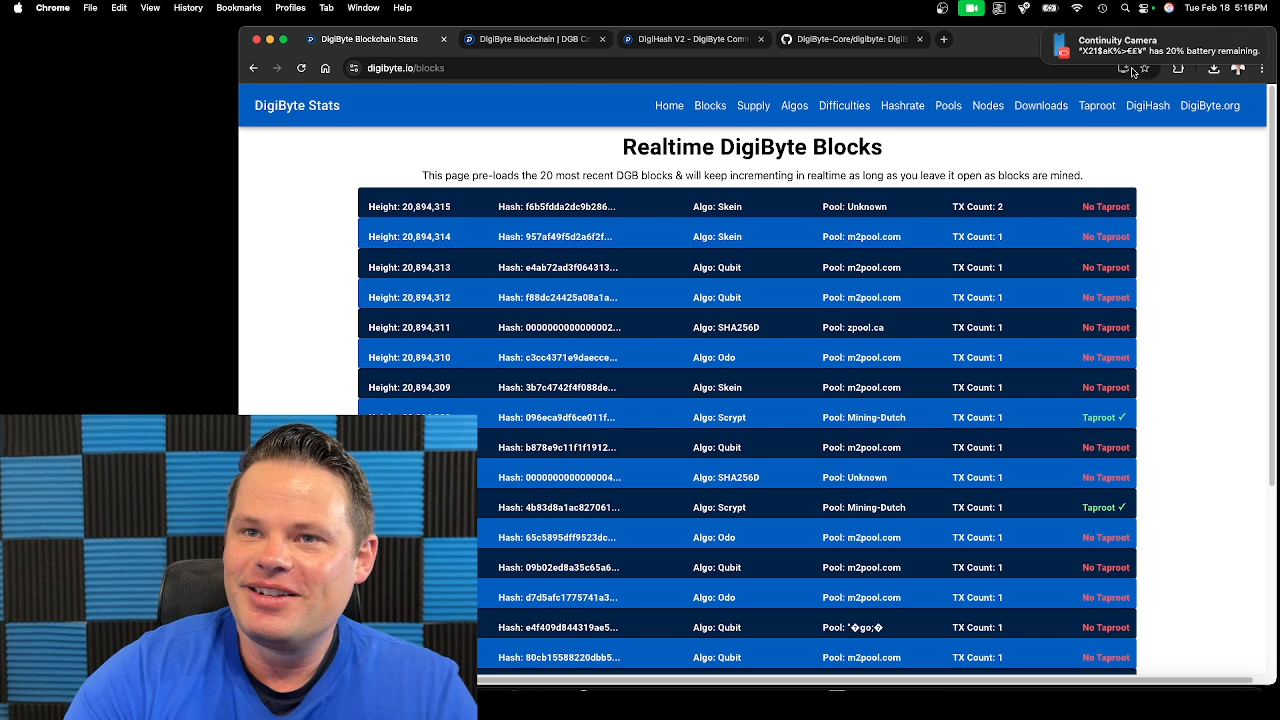 Chrome File Edit View History Bookmarks Profiles Tab Window Help Tue Feb 18 5:16 PM
DigiByte Blockchain Stats DigiByte Blockchain | DGB Co DigiHash V2 – DigiByte Comm DigiByte-Core/digibyte: DigiB
Continuity Camera
"X21$aK%>€£¥" has 20% battery remaining.
digibyte.io/blocks
DigiByte Stats Home Blocks Supply Algos Difficulties Hashrate Pools Nodes Downloads Taproot DigiHash DigiByte.org
Realtime DigiByte Blocks
This page pre-loads the 20 most recent DGB blocks & will keep incrementing in realtime as long as you leave it open as blocks are mined.
Height: 20,894,315 Hash: f6b5fdda2dc9b286... Algo: Skein Pool: Unknown TX Count: 2 No Taproot
Height: 20,894,314 Hash: 957af49f5d2a6f2f... Algo: Skein Pool: m2pool.com TX Count: 1 No Taproot
Height: 20,894,313 Hash: e4ab72ad3f064313... Algo: Qubit Pool: m2pool.com TX Count: 1 No Taproot
Height: 20,894,312 Hash: f88dc24425a08a1a... Algo: Qubit Pool: m2pool.com TX Count: 1 No Taproot
Height: 20,894,311 Hash: 0000000000000002... Algo: SHA256D Pool: zpool.ca TX Count: 1 No Taproot
Height: 20,894,310 Hash: c3cc4371e9daecce... Algo: Odo Pool: m2pool.com TX Count: 1 No Taproot
Height: 20,894,309 Hash: 3b7c4742f4f088de... Algo: Skein Pool: m2pool.com TX Count: 1 No Taproot
Hash: 096eca9df6ce011f... Algo: Scrypt Pool: Mining-Dutch TX Count: 1 Taproot ✓
Hash: b878e9c11f1f1912... Algo: Qubit Pool: m2pool.com TX Count: 1 No Taproot
Hash: 0000000000000004... Algo: SHA256D Pool: Unknown TX Count: 1 No Taproot
Hash: 4b83d8a1ac827061... Algo: Scrypt Pool: Mining-Dutch TX Count: 1 Taproot ✓
Hash: 65c5895dff9523dc... Algo: Odo Pool: m2pool.com TX Count: 1 No Taproot
Hash: 09b02ed8a35c65a6... Algo: Qubit Pool: m2pool.com TX Count: 1 No Taproot
Hash: d7d5afc1775741a3... Algo: Odo Pool: m2pool.com TX Count: 1 No Taproot
Hash: e4f409d844319ae5... Algo: Qubit Pool: "�go;� TX Count: 1 No Taproot
Hash: 80cb15588220dbb5... Algo: Qubit Pool: m2pool.com TX Count: 1 No Taproot